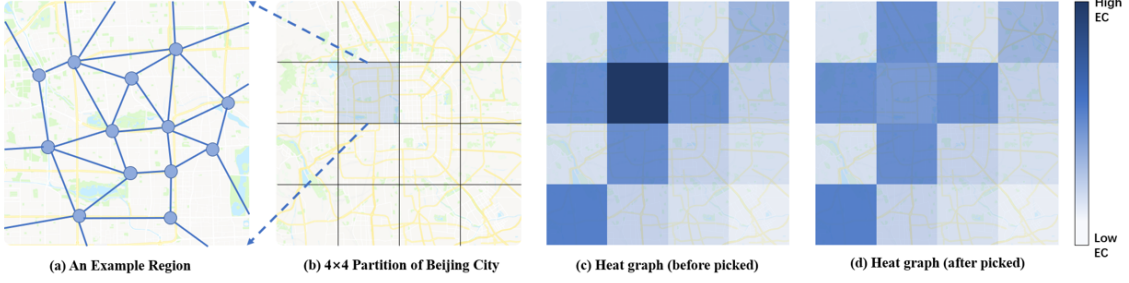 High
EC
Low
EC
(a) An Example Region
(b) 4×4 Partition of Beijing City
(c) Heat graph (before picked)
(d) Heat graph (after picked)